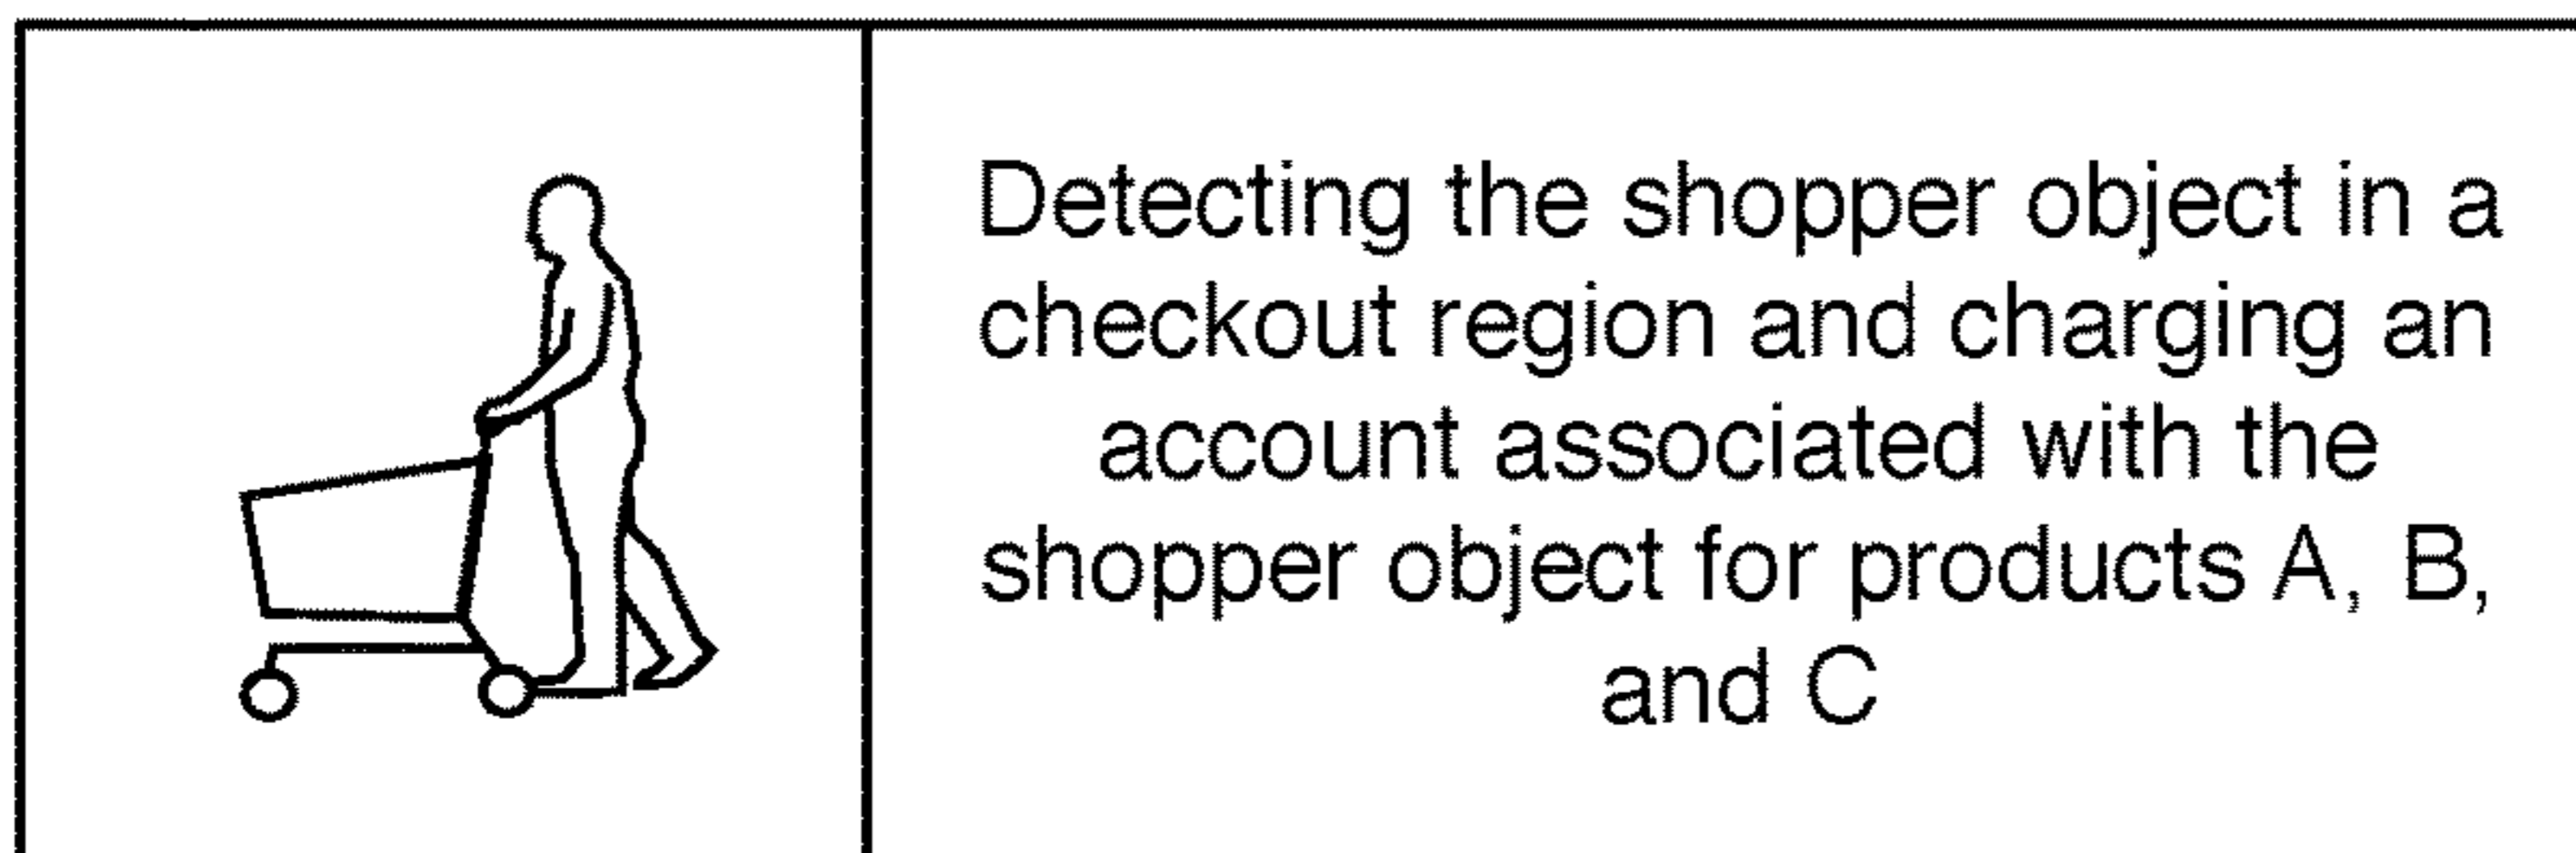 Detecting the shopper object in a
checkout region and charging an
account associated with the
shopper object for products A, B,
and C